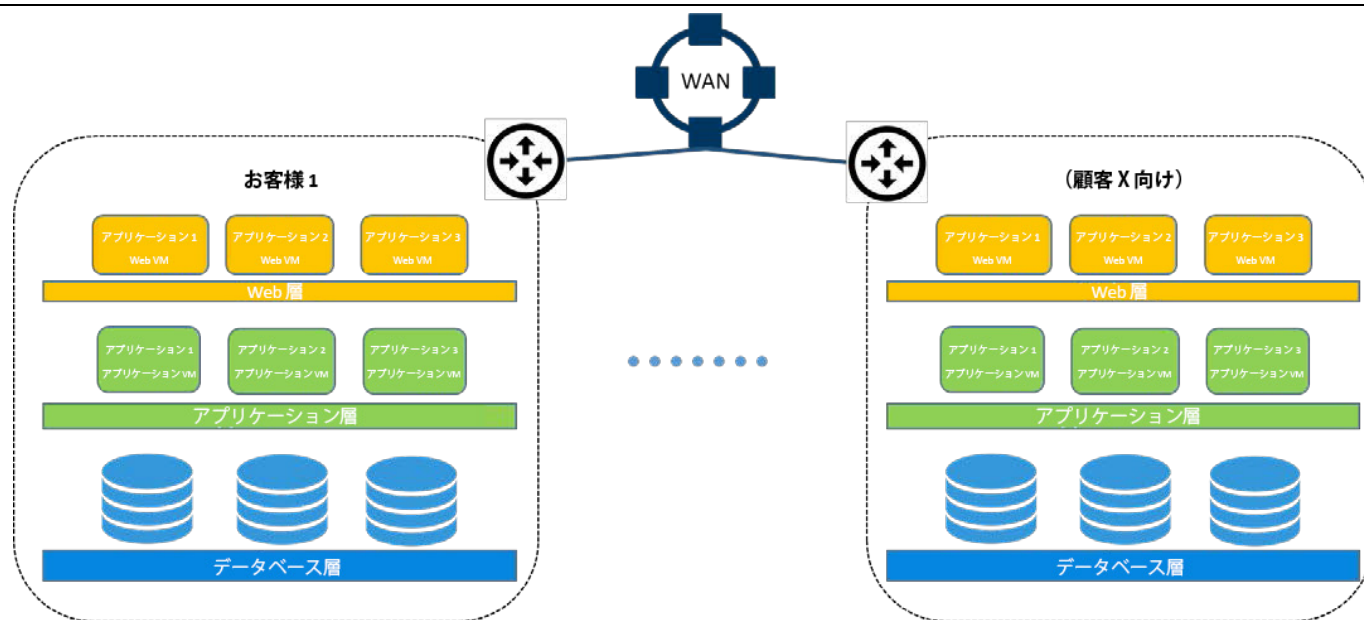 WAN
お客様 1
アプリケーション 1
Web VM
アプリケーション 2
Web VM
アプリケーション 3
Web VM
Web 層
アプリケーション 1
アプリケーション VM
アプリケーション 2
アプリケーション VM
アプリケーション 3
アプリケーション VM
アプリケーション層
データベース層
(顧客 X 向け)
アプリケーション 1
Web VM
アプリケーション 2
Web VM
アプリケーション 3
Web VM
Web 層
アプリケーション 1
アプリケーション VM
アプリケーション 2
アプリケーション VM
アプリケーション 3
アプリケーション VM
アプリケーション層
データベース層